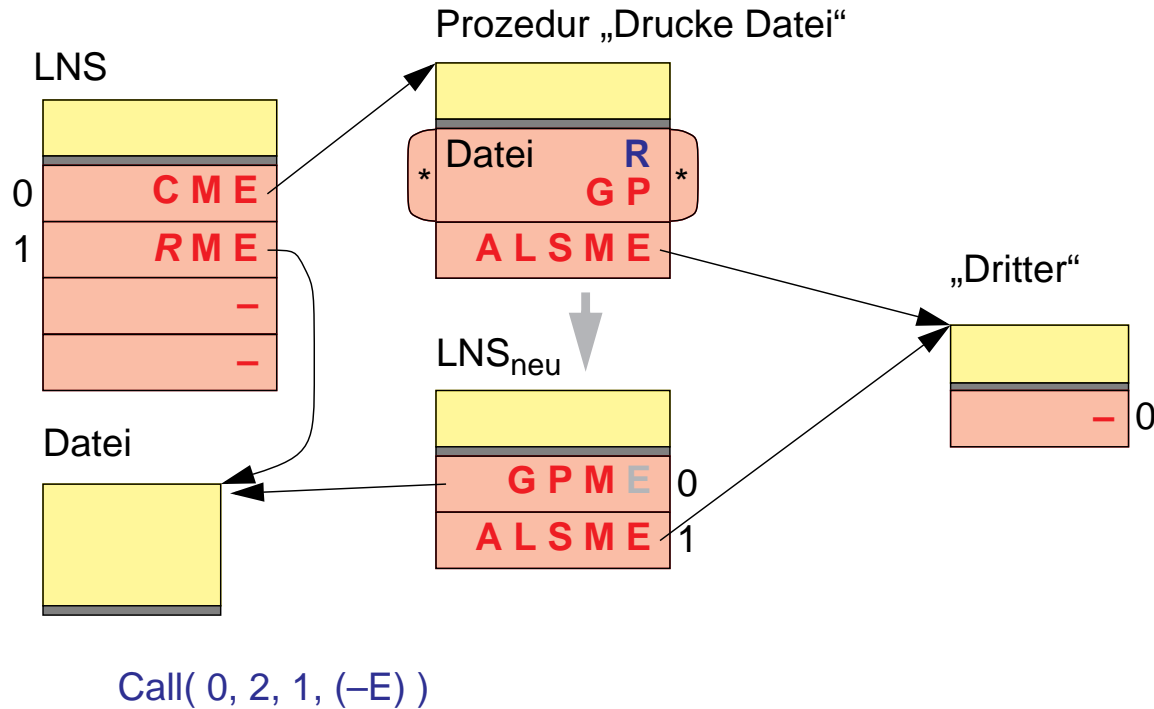 Prozedur „Drucke Datei“
LNS
Datei R
* *
G P
0 C M E
1 R M E
A L S M E
„Dritter“
–
–
LNSneu
– 0
Datei
G P M E 0
A L S M E 1
Call( 0, 2, 1, (–E) )